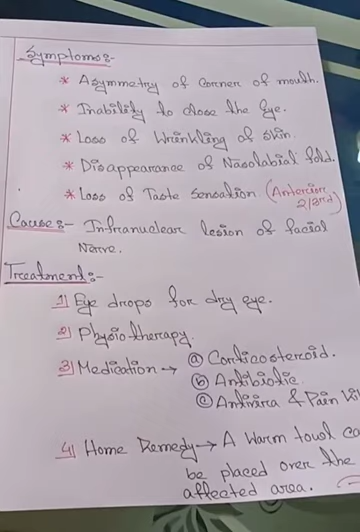 Symptoms:-
* Asymmetry of Corner of mouth.
* Inability to close the Eye.
* Loss of Wrinkling of skin.
* Disappearance of Nasolabial fold.
* Loss of Taste Sensation (Anterior
2/3rd)
Cause:- Infranuclear lesion of facial
Nerve.
Treatment:-
1) Eye drops for dry eye.
2) Physiotherapy.
3) Medication → ⓐ Corticosteroid.
ⓑ Antibiotic.
ⓒ Antivira & Pain
4) Home Remedy → A Warm towl
be placed over the
affected area.